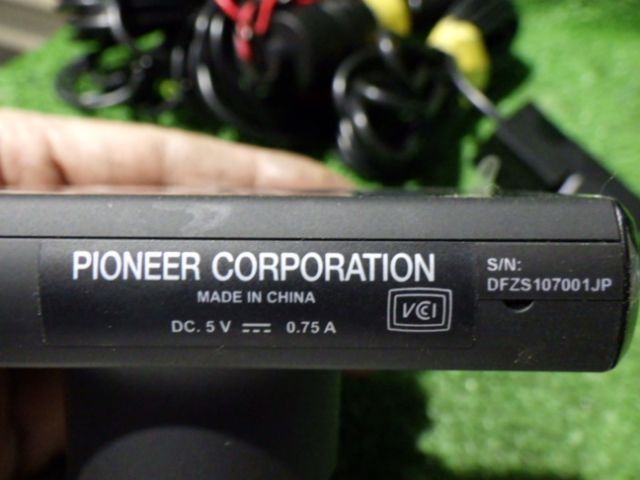 PIONEER CORPORATION
MADE IN CHINA
DC. 5 V ⎓ 0.75 A
VCCI
S/N:
DFZS107001JP